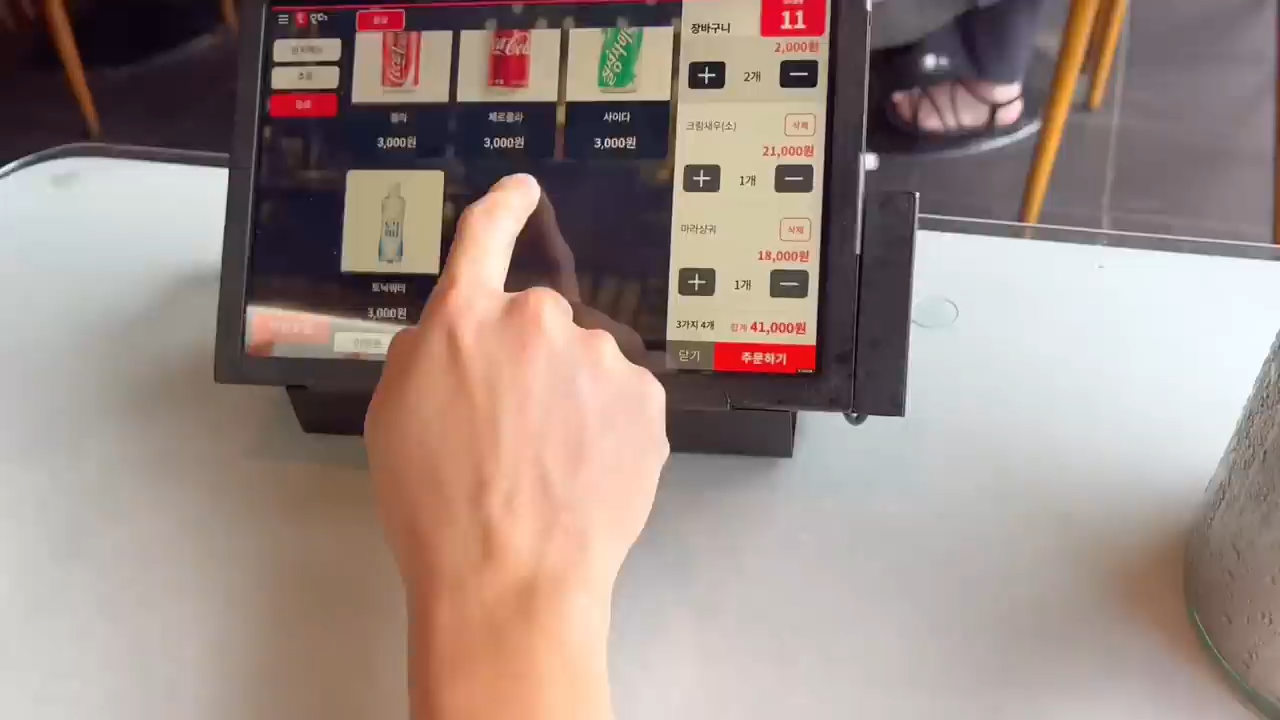 음료
콜라
3,000원
제로콜라
3,000원
사이다
3,000원
토닉워터
3,000원
장바구니
11
2,000원
2개
크림새우(소)
삭제
21,000원
1개
마라샹궈
삭제
18,000원
1개
3가지 4개
합계 41,000원
닫기
주문하기